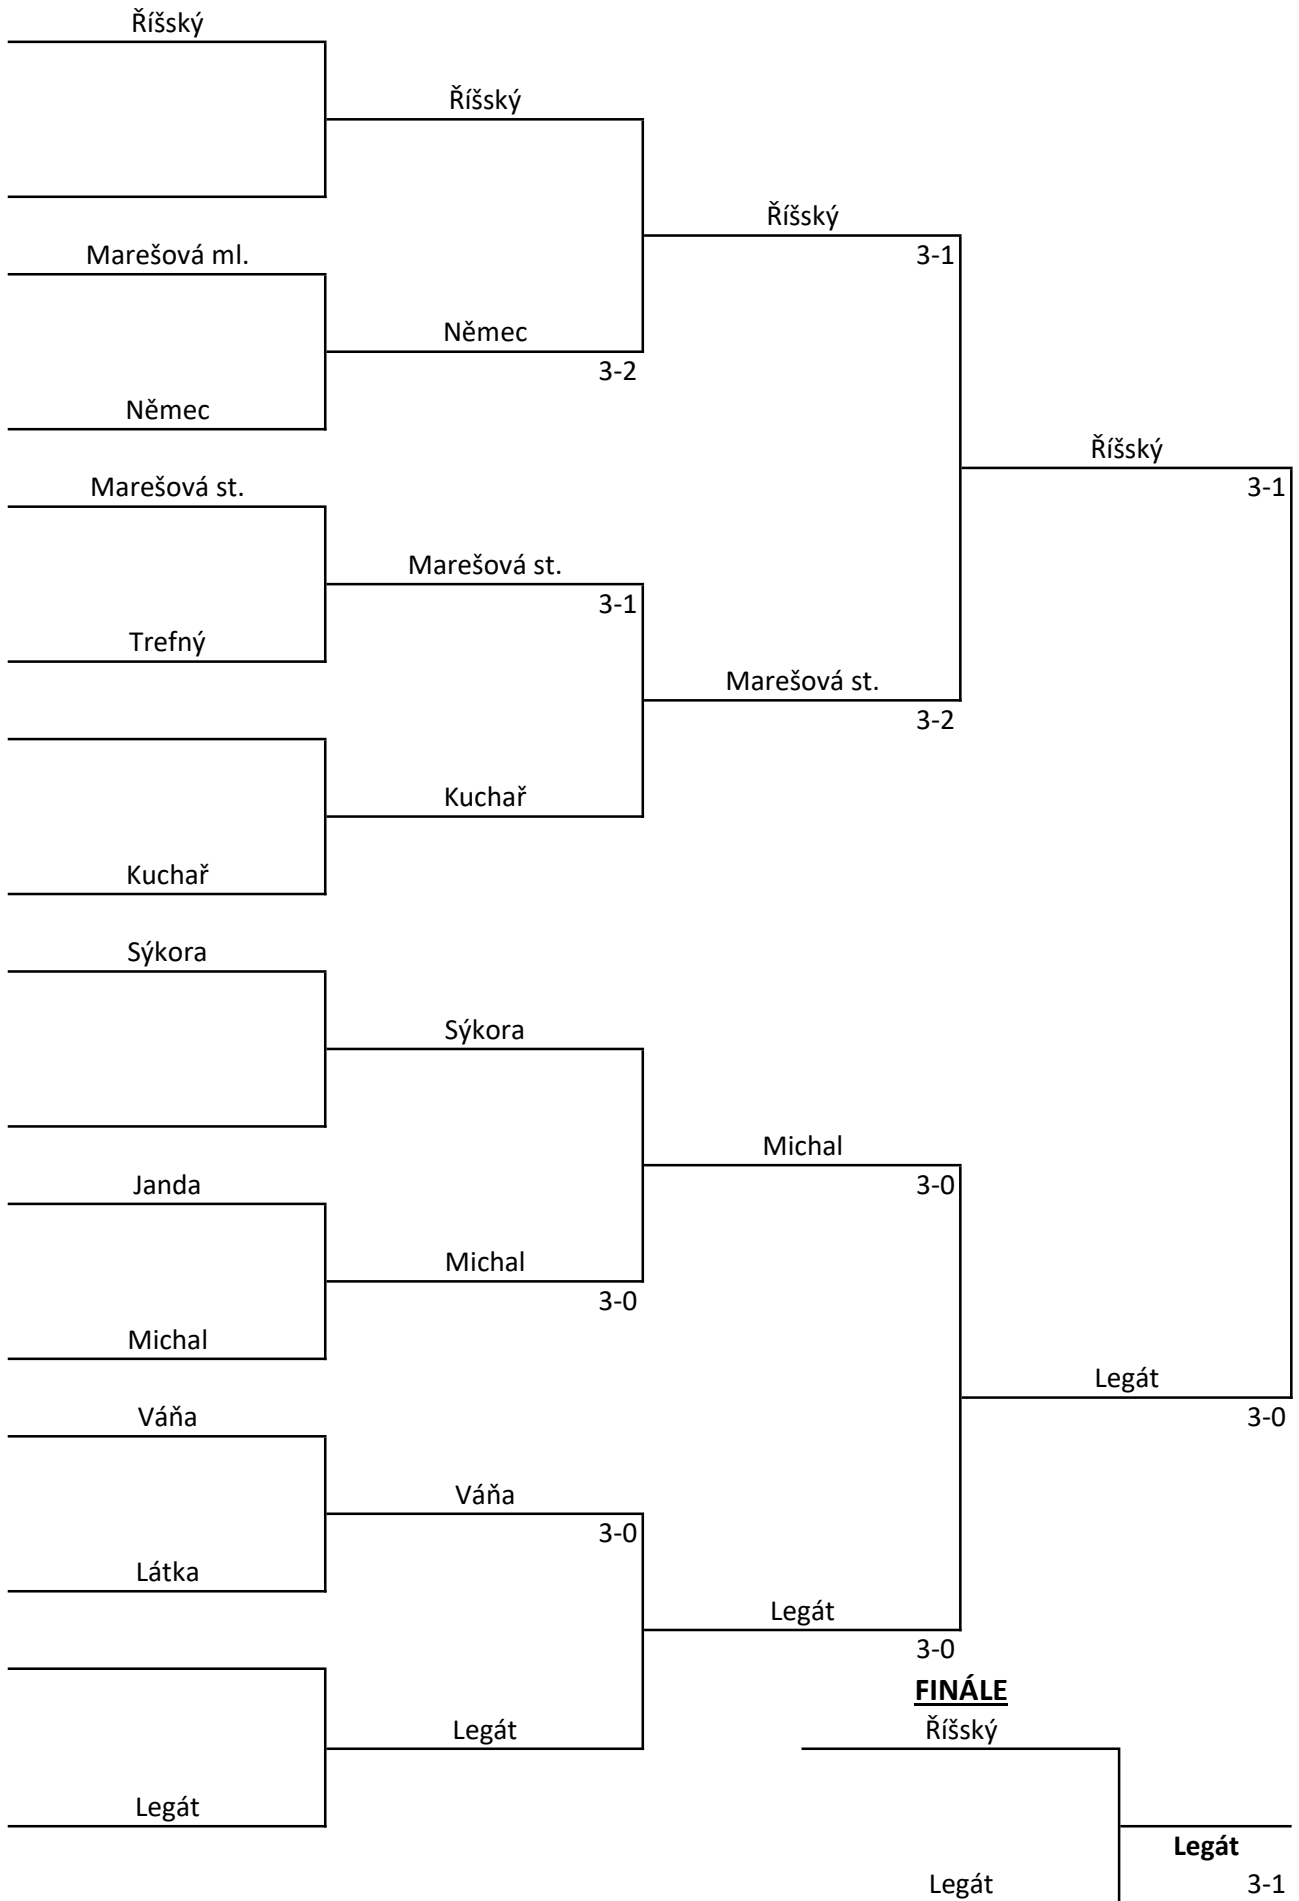 Říšský
Říšský
Říšský
Marešová ml.
3-1
Němec
3-2
Němec
Říšský
Marešová st.
3-1
Marešová st.
3-1
Trefný
Marešová st.
3-2
Kuchař
Kuchař
Sýkora
Sýkora
Michal
Janda
3-0
Michal
3-0
Michal
Legát
Váňa
3-0
Váňa
3-0
Látka
Legát
3-0
FINÁLE
Legát
Říšský
Legát
Legát
Legát
3-1